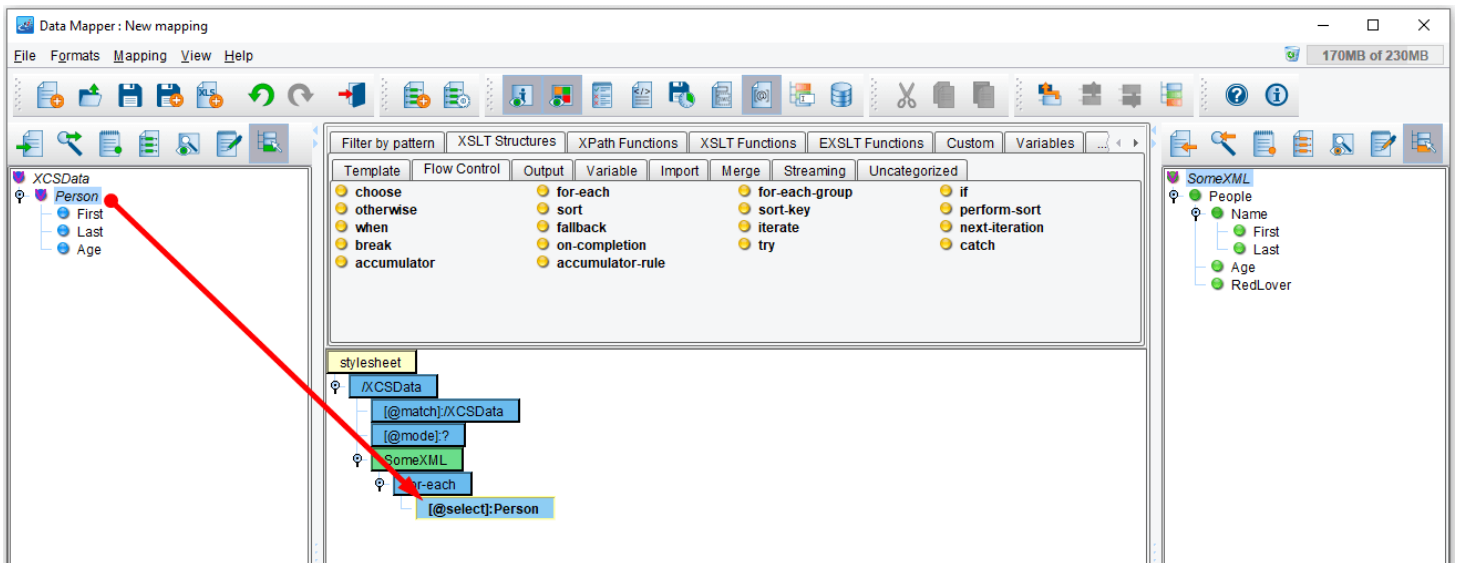 Data Mapper : New mapping
File Formats Mapping View Help
170MB of 230MB
XLS
Filter by pattern XSLT Structures XPath Functions XSLT Functions EXSLT Functions Custom Variables ...
Template Flow Control Output Variable Import Merge Streaming Uncategorized
choose for-each for-each-group if
otherwise sort sort-key perform-sort
when fallback iterate next-iteration
break on-completion try catch
accumulator accumulator-rule
XCSData
Person
First
Last
Age
stylesheet
/XCSData
[@match]:/XCSData
[@mode]:?
SomeXML
for-each
[@select]:Person
SomeXML
People
Name
First
Last
Age
RedLover